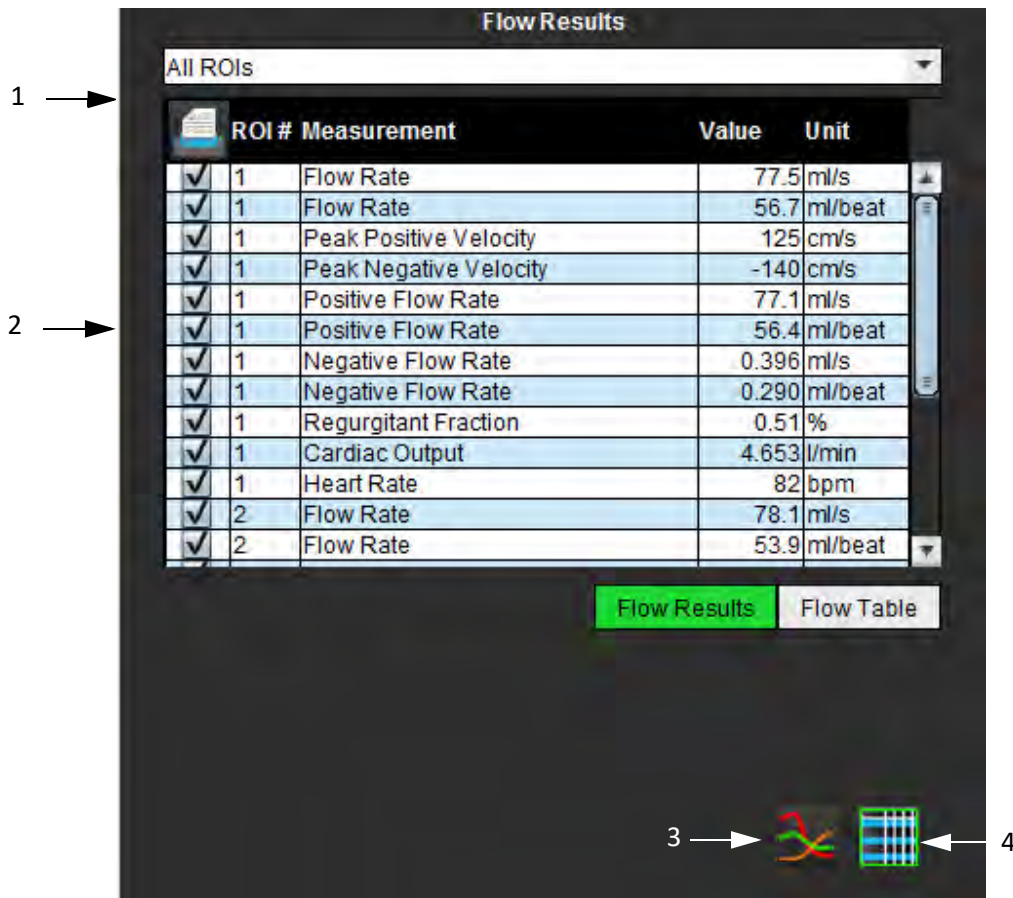 Flow Results
All ROIs
1
ROI # Measurement Value Unit
1 Flow Rate 77.5 ml/s
1 Flow Rate 56.7 ml/beat
1 Peak Positive Velocity 125 cm/s
1 Peak Negative Velocity -140 cm/s
1 Positive Flow Rate 77.1 ml/s
2
1 Positive Flow Rate 56.4 ml/beat
1 Negative Flow Rate 0.396 ml/s
1 Negative Flow Rate 0.290 ml/beat
1 Regurgitant Fraction 0.51 %
1 Cardiac Output 4.653 l/min
1 Heart Rate 82 bpm
2 Flow Rate 78.1 ml/s
2 Flow Rate 53.9 ml/beat
Flow Results Flow Table
3
4